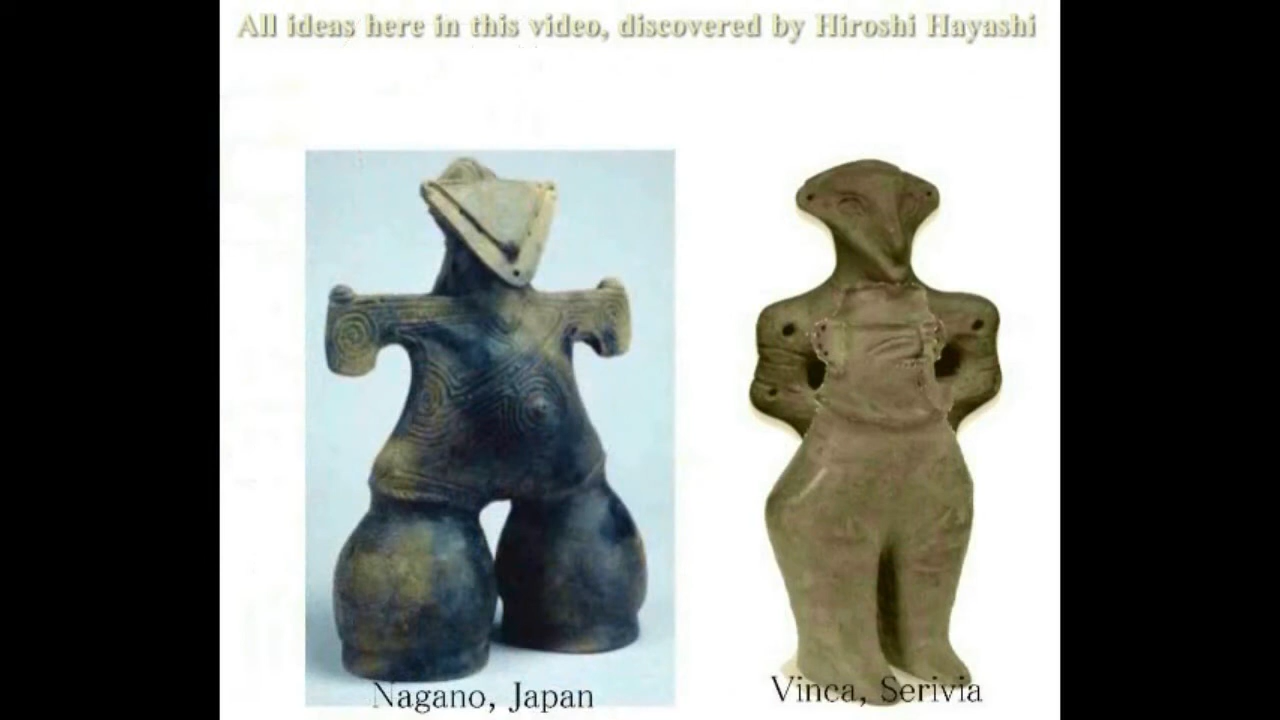 All ideas here in this video, discovered by Hiroshi Hayashi
Nagano, Japan
Vinca, Serivia